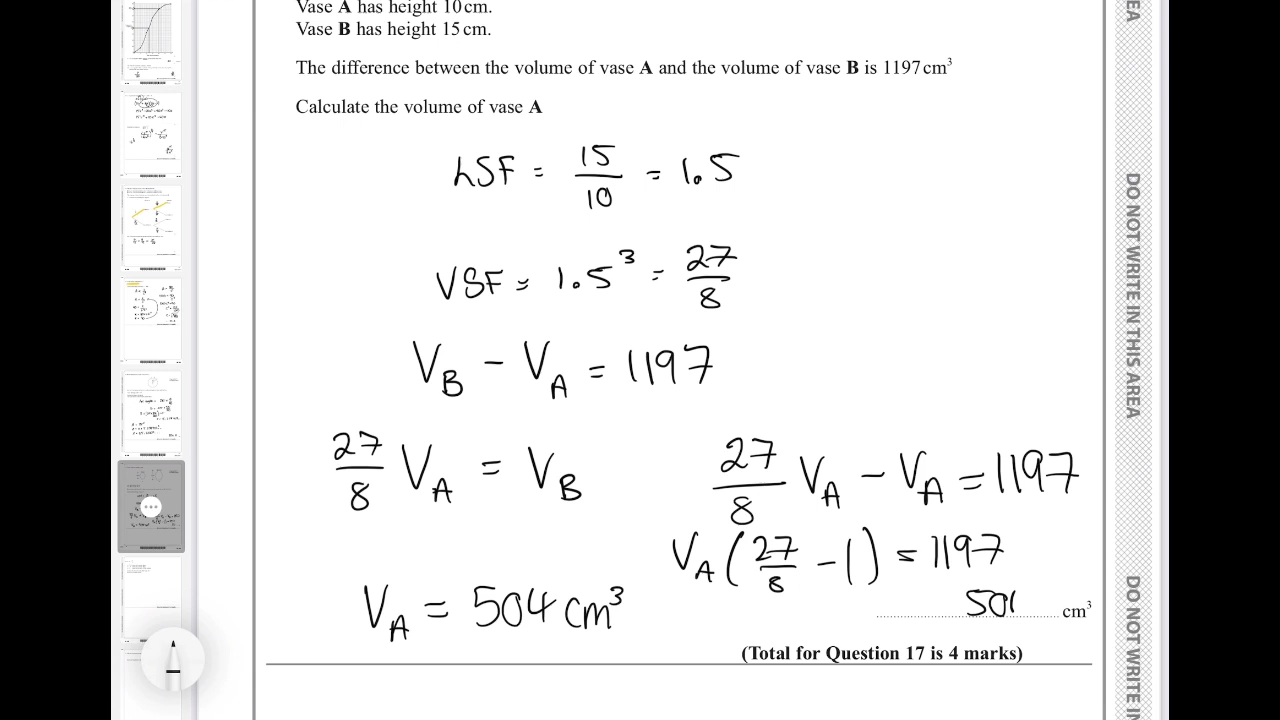 Vase A has height 10 cm.
Vase B has height 15 cm.
The difference between the volume of vase A and the volume of vase B is 1197 cm³
Calculate the volume of vase A
LSF = 15/10 = 1.5
VSF = 1.5³ = 27/8
V_B - V_A = 1197
27/8 V_A = V_B
27/8 V_A - V_A = 1197
V_A (27/8 - 1) = 1197
V_A = 504 cm³
50 cm³
(Total for Question 17 is 4 marks)
EA
DO NOT WRITE IN THIS AREA
DO NOT WRITE IN